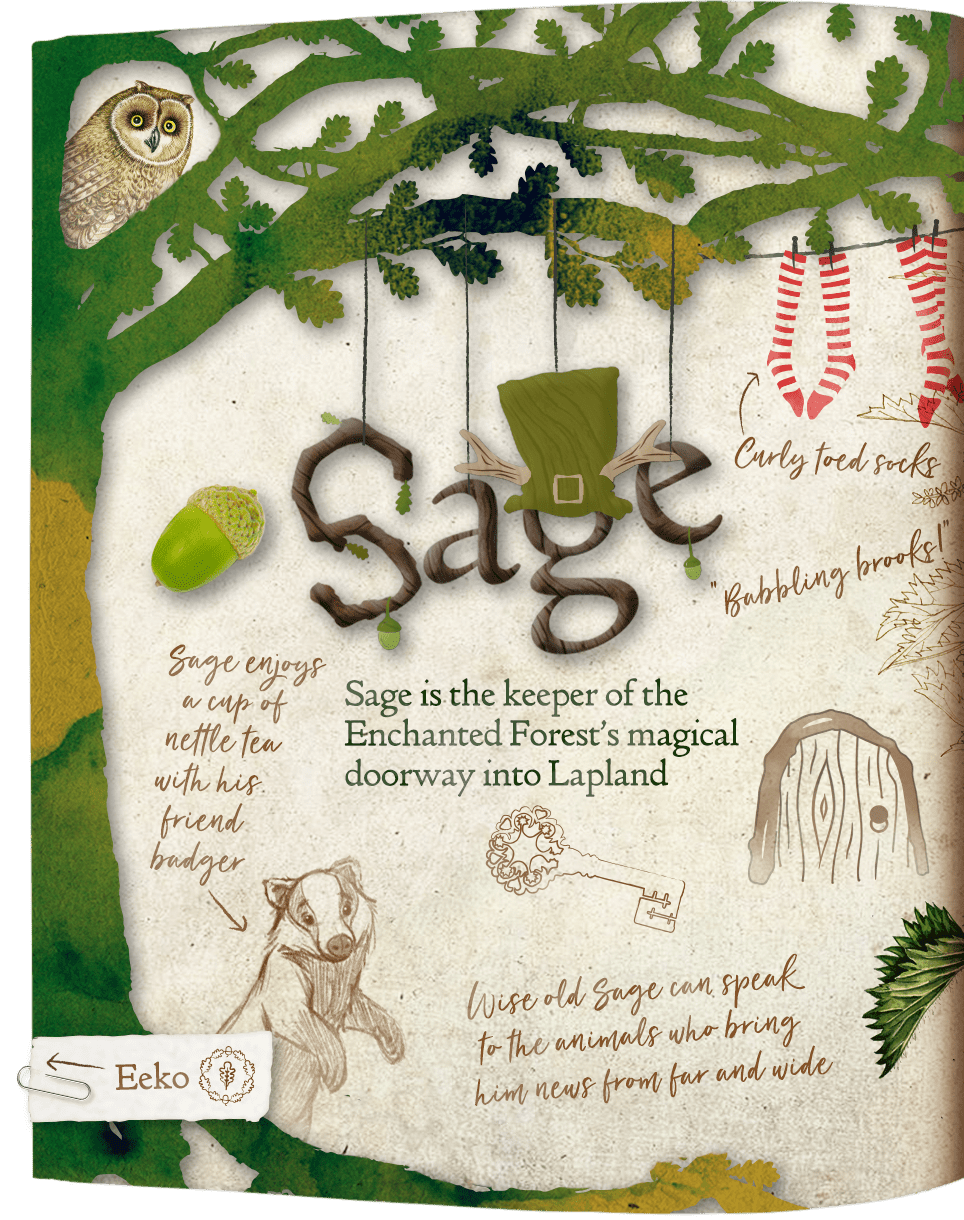 Sage
Curly toed socks
"Babbling brooks!"
Sage enjoys
a cup of
nettle tea
with his
friend
badger
Sage is the keeper of the
Enchanted Forest's magical
doorway into Lapland
Wise old Sage can speak
to the animals who bring
him news from far and wide
Eeko